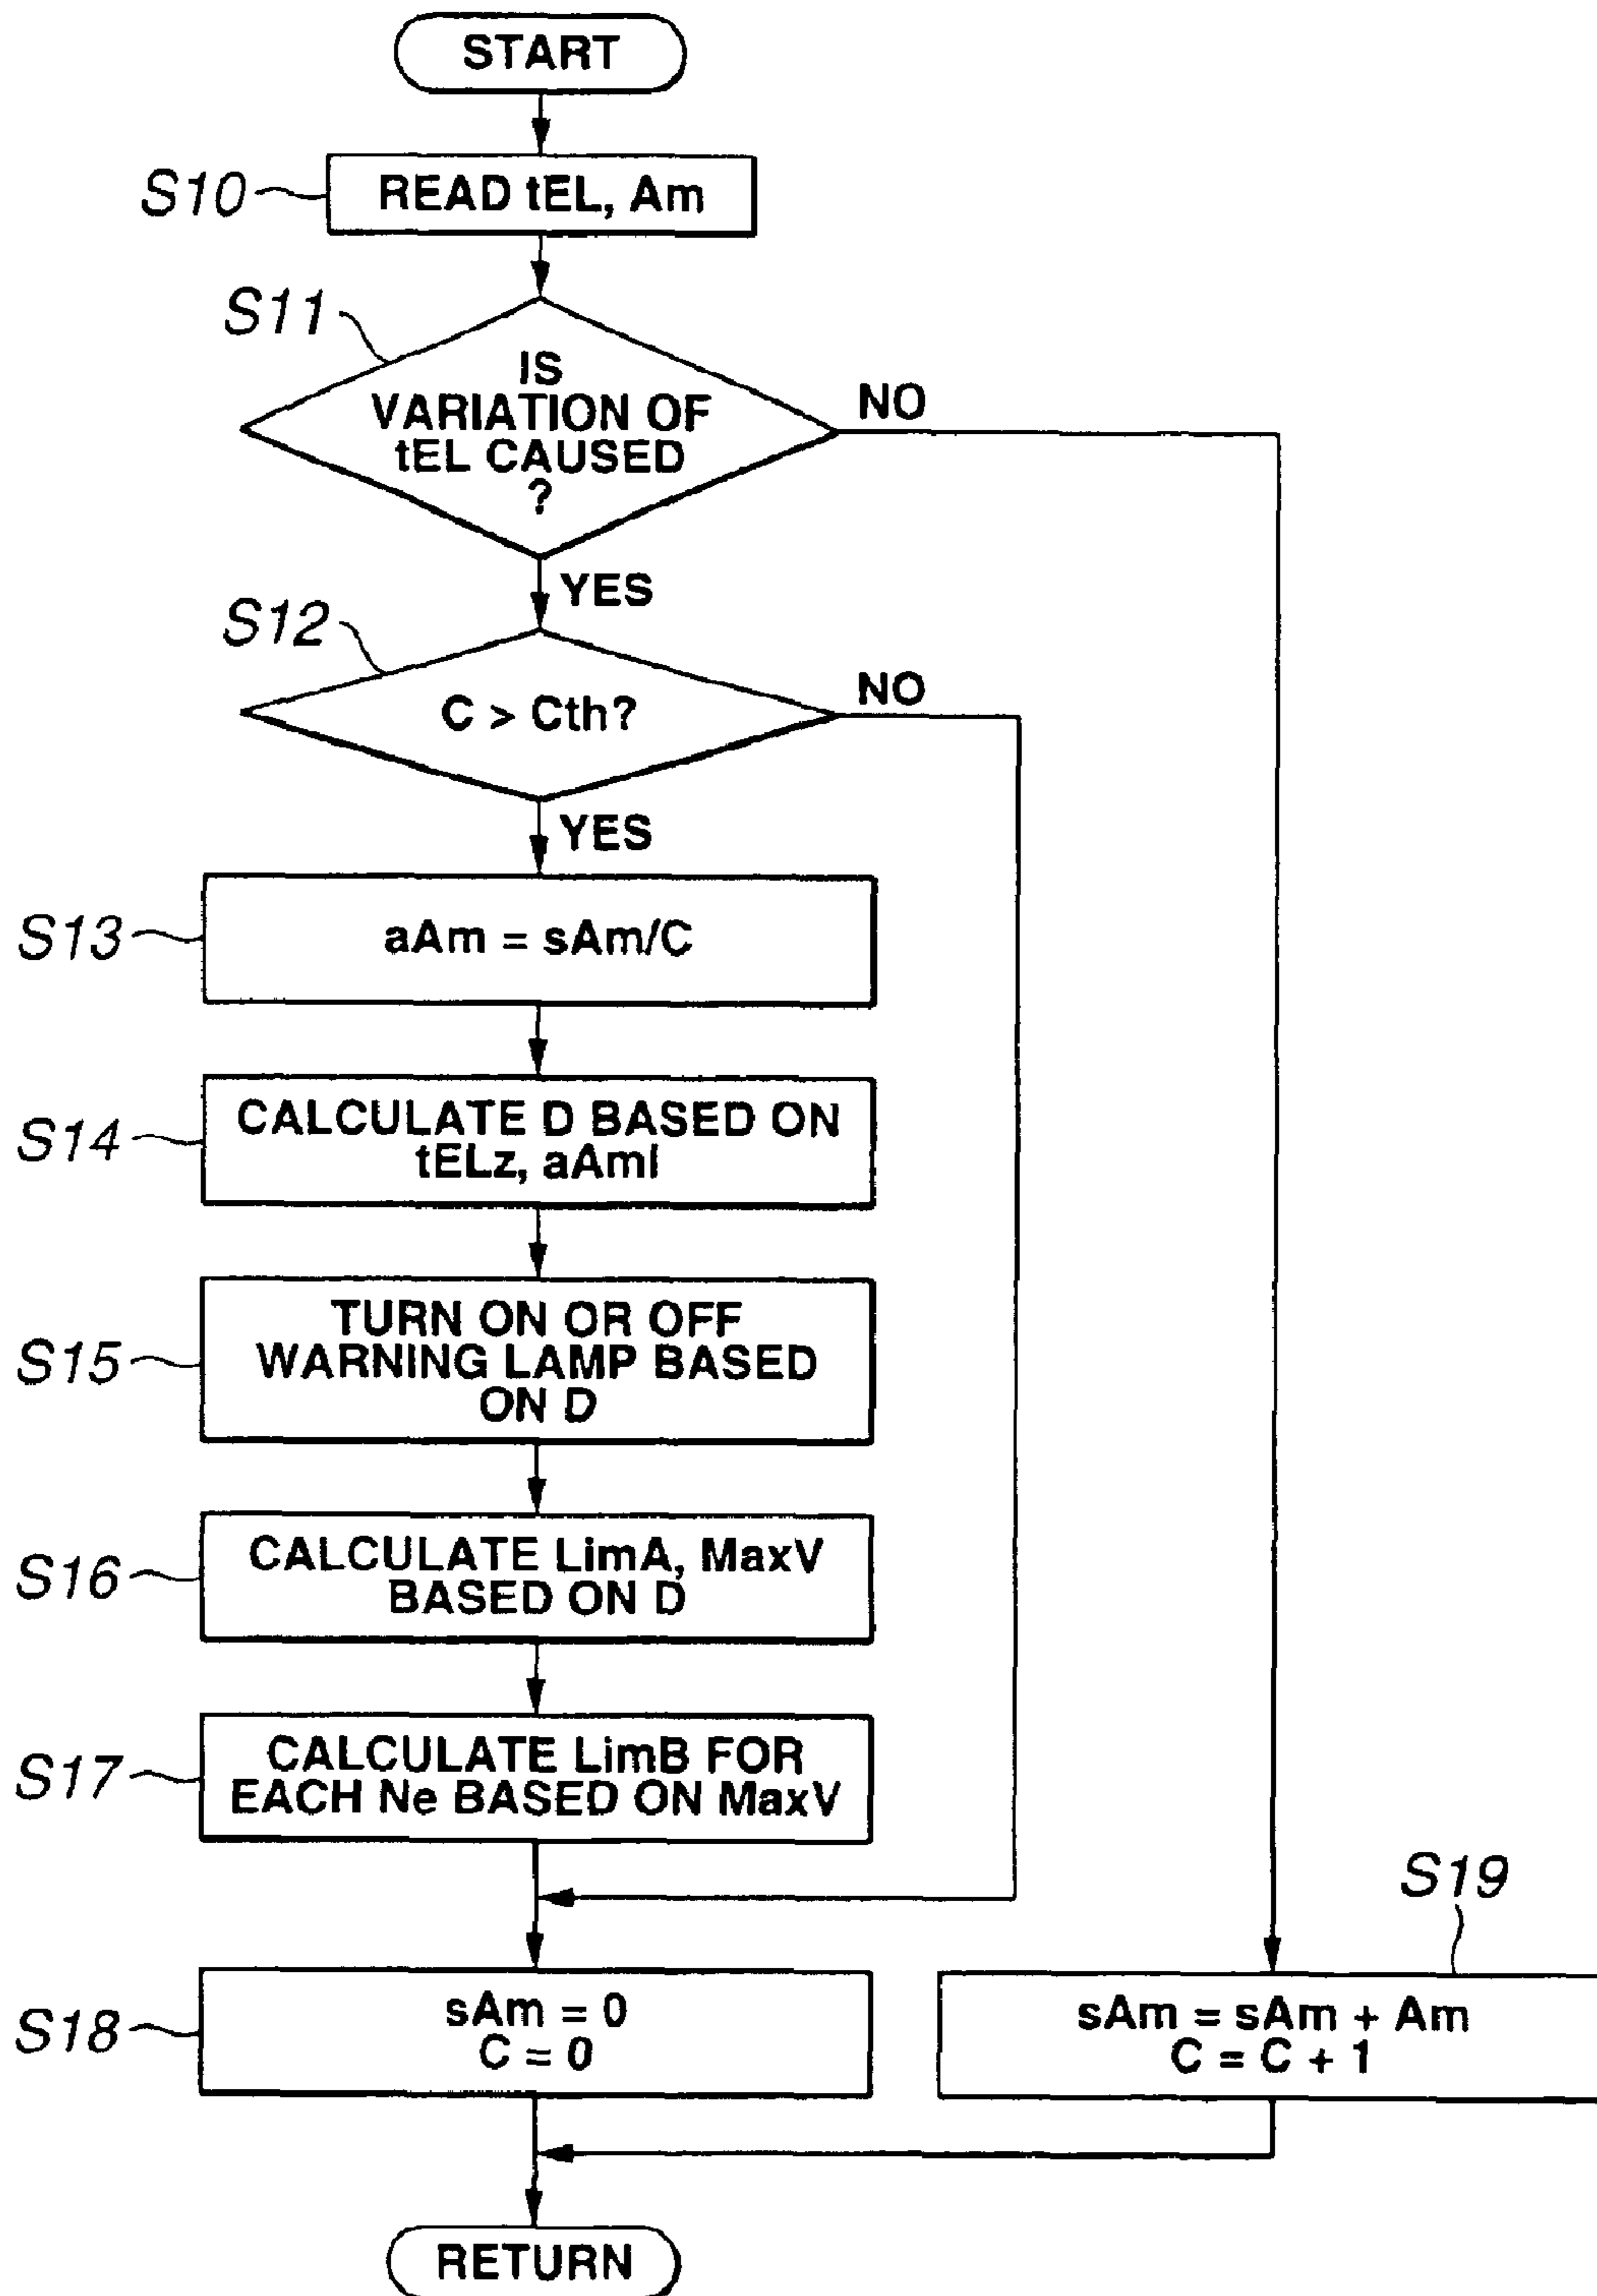 START
S10
READ tEL, Am
S11
IS
VARIATION OF
tEL CAUSED
?
NO
YES
S12
C > Cth?
NO
YES
S13
aAm = sAm/C
S14
CALCULATE D BASED ON
tELz, aAml
S15
TURN ON OR OFF
WARNING LAMP BASED
ON D
S16
CALCULATE LimA, MaxV
BASED ON D
S17
CALCULATE LimB FOR
EACH Ne BASED ON MaxV
S18
sAm = 0
C = 0
S19
sAm = sAm + Am
C = C + 1
RETURN